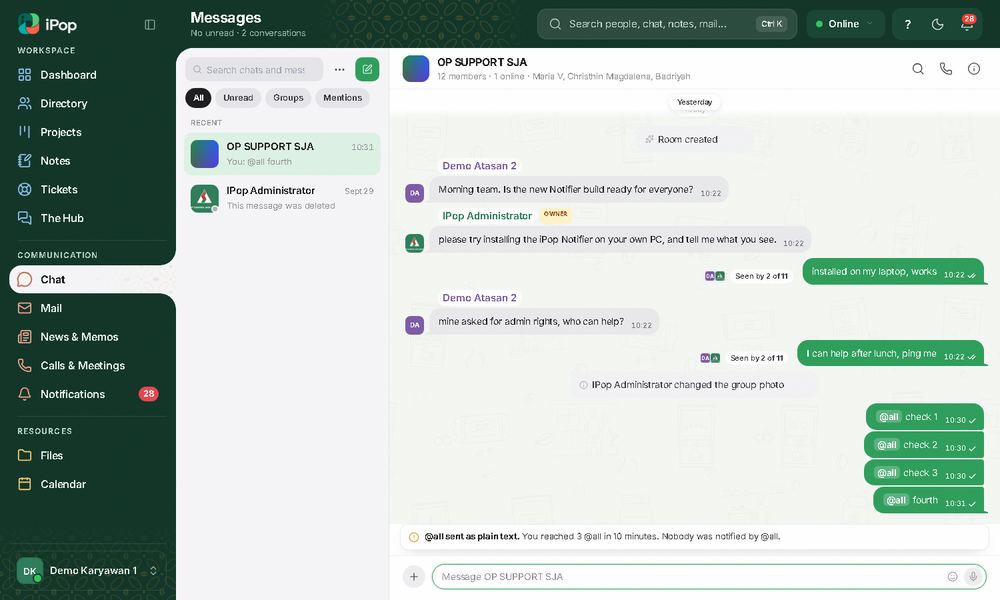 iPop
WORKSPACE
Dashboard
Directory
Projects
Notes
Tickets
The Hub
COMMUNICATION
Chat
Mail
News & Memos
Calls & Meetings
Notifications 28
RESOURCES
Files
Calendar
DK Demo Karyawan 1
Messages
No unread · 2 conversations
Search people, chat, notes, mail... Ctrl K
Online
? 28
Search chats and mess
All Unread Groups Mentions
RECENT
OP SUPPORT SJA 10:31
You: @all fourth
IPop Administrator Sept 29
This message was deleted
OP SUPPORT SJA
12 members · 1 online · Maria V, Christhin Magdalena, Badriyah
Yesterday
Room created
Demo Atasan 2
DA Morning team. Is the new Notifier build ready for everyone? 10:22
IPop Administrator OWNER
please try installing the iPop Notifier on your own PC, and tell me what you see. 10:22
DA Seen by 2 of 11 installed on my laptop, works 10:22
Demo Atasan 2
DA mine asked for admin rights, who can help? 10:22
DA Seen by 2 of 11 I can help after lunch, ping me 10:22
IPop Administrator changed the group photo
@all check 1 10:30
@all check 2 10:30
@all check 3 10:30
@all fourth 10:31
@all sent as plain text. You reached 3 @all in 10 minutes. Nobody was notified by @all.
Message OP SUPPORT SJA